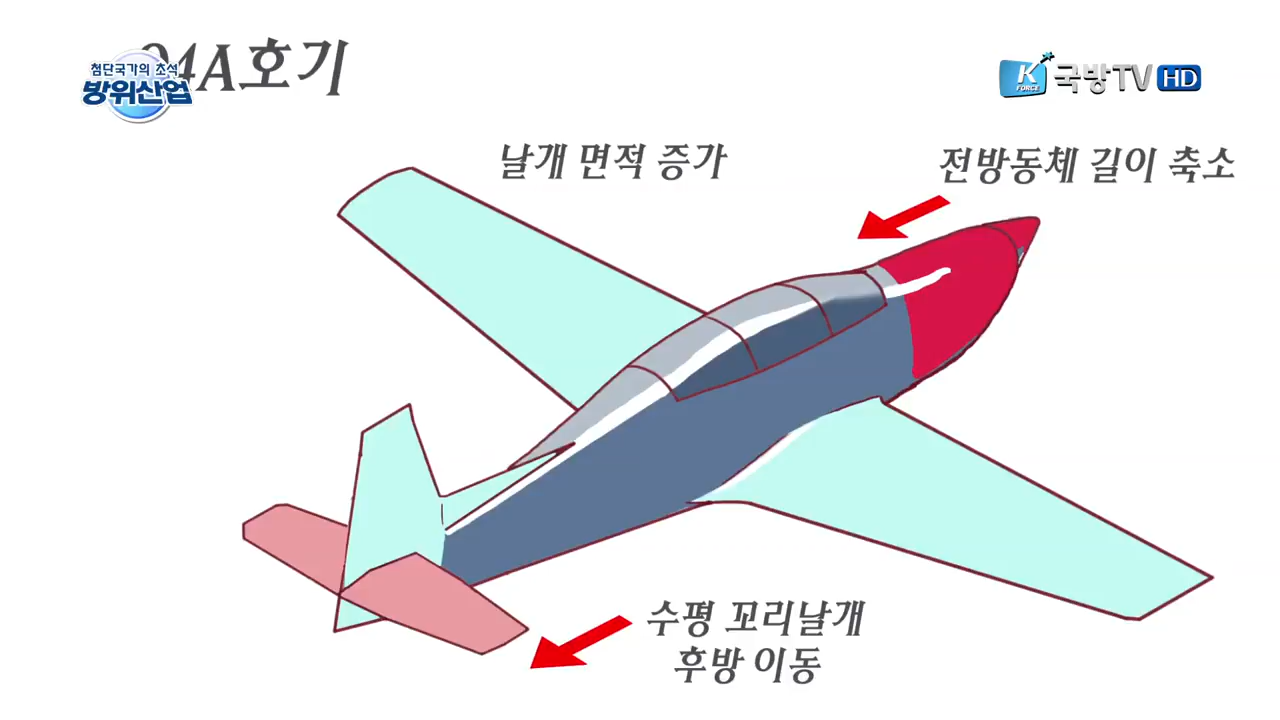 04A호기
첨단국가의 초석
방위산업
K FORCE 국방TV HD
날개 면적 증가
전방동체 길이 축소
수평 꼬리날개
후방 이동